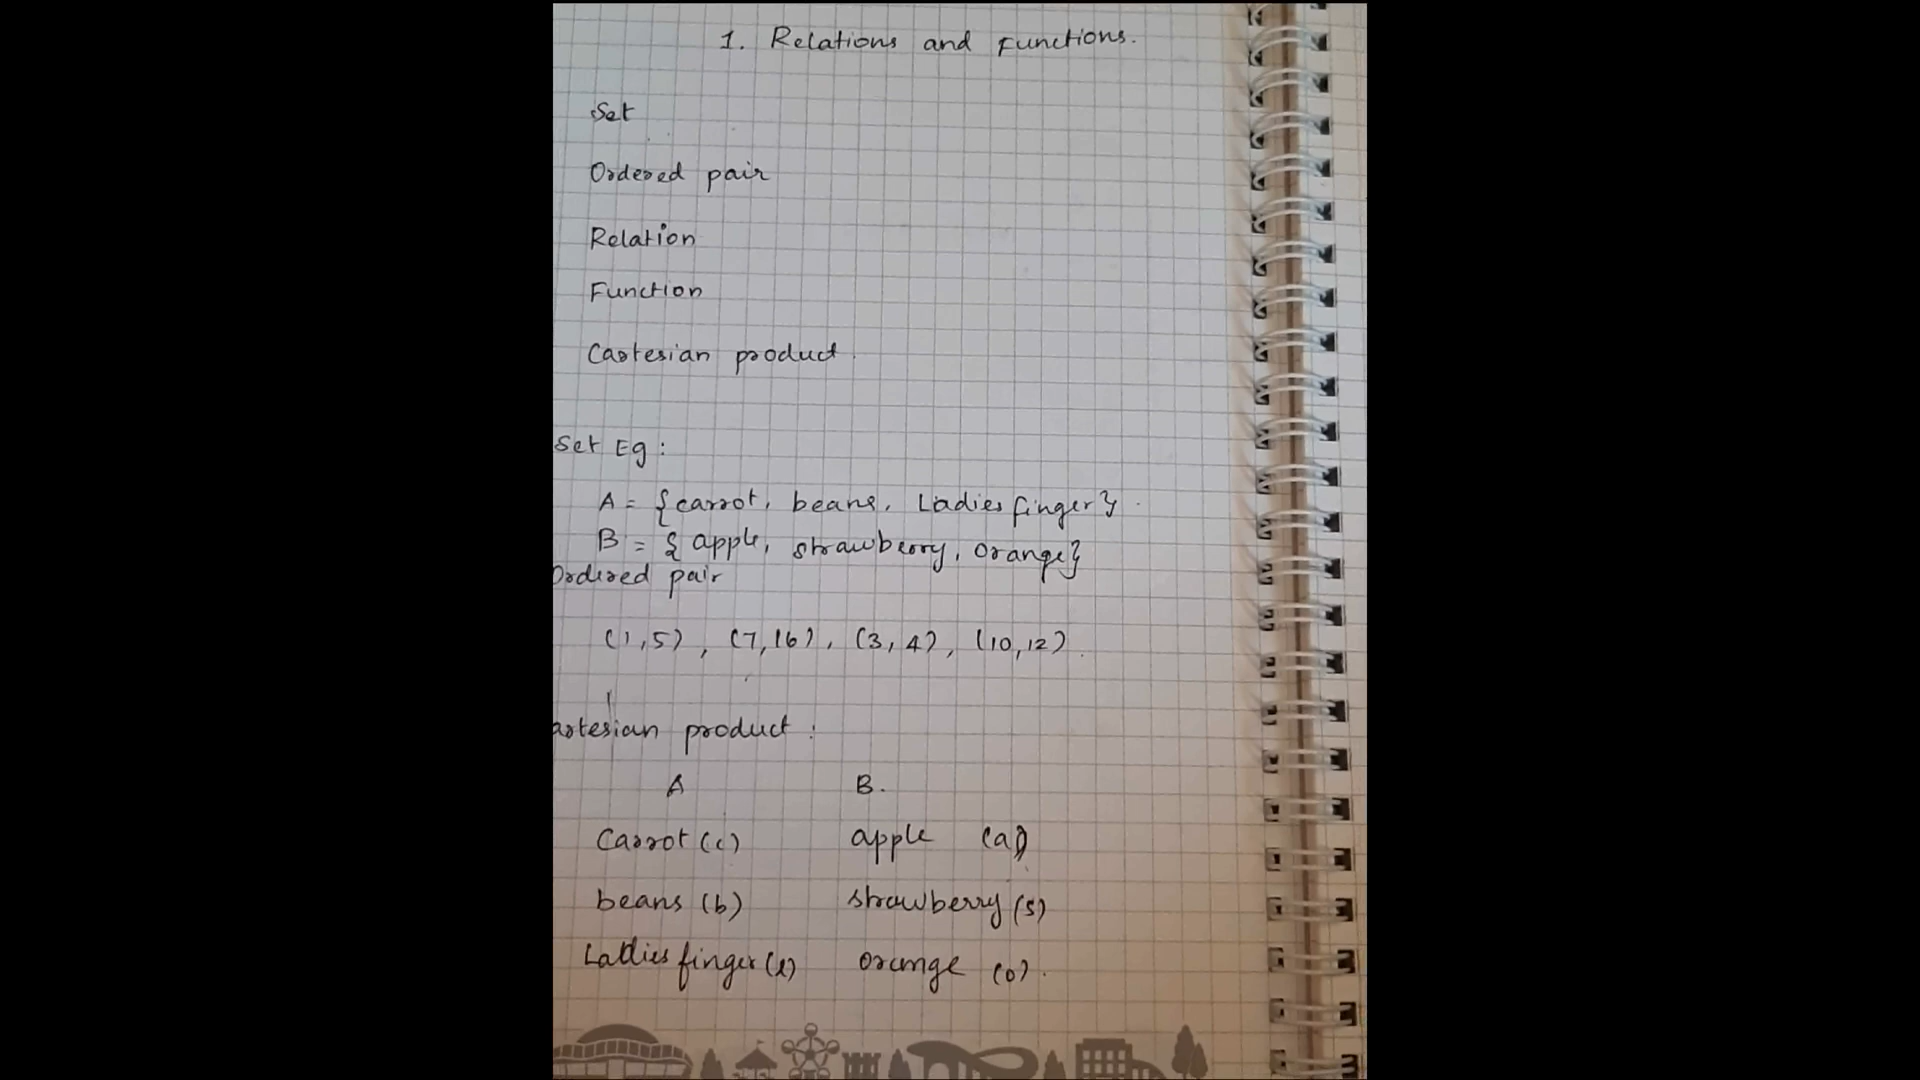 1. Relations and Functions.
Set
Ordered pair
Relation
Function
Cartesian product
Set Eg :
A = {carrot, beans, Ladies finger}
B = {apple, strawberry, orange}
Ordered pair
(1,5), (7,16), (3,4), (10,12)
artesian product :
A B.
Carrot (c) apple (a)
beans (b) strawberry (s)
Ladies finger (l) orange (o).